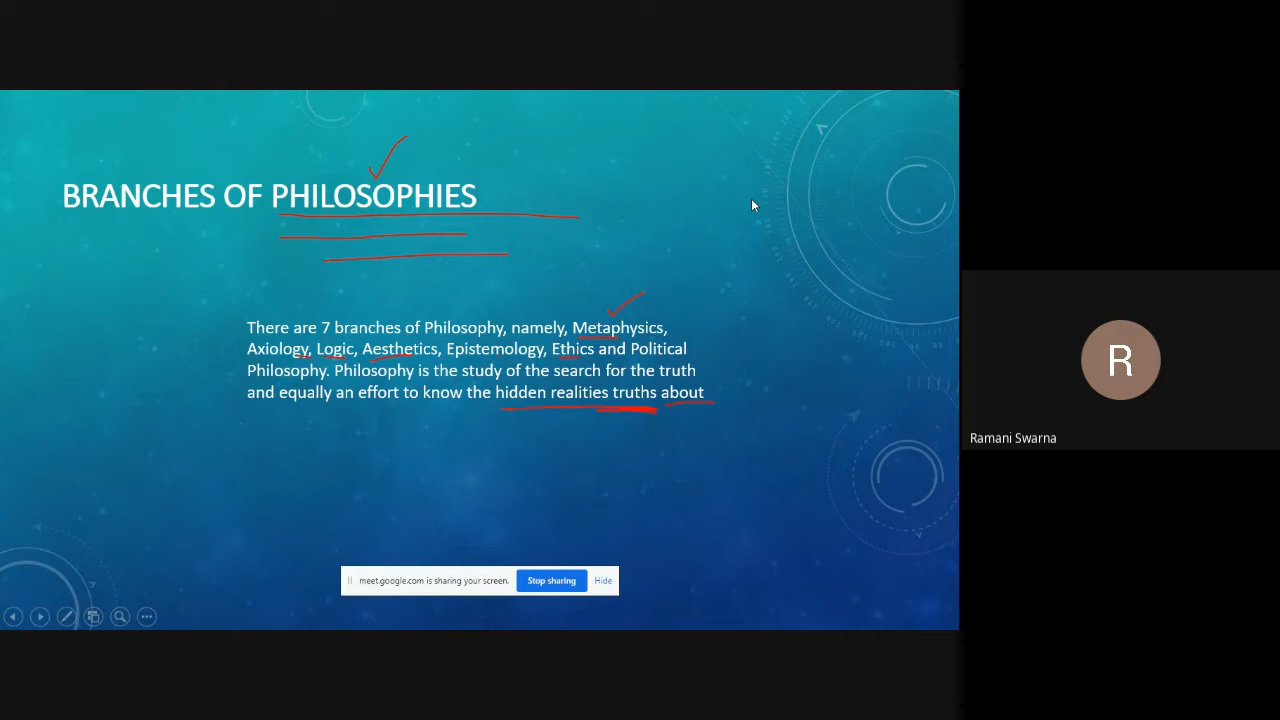 BRANCHES OF PHILOSOPHIES
There are 7 branches of Philosophy, namely, Metaphysics,
Axiology, Logic, Aesthetics, Epistemology, Ethics and Political
Philosophy. Philosophy is the study of the search for the truth
and equally an effort to know the hidden realities truths about
meet.google.com is sharing your screen.
Stop sharing
Hide
R
Ramani Swarna